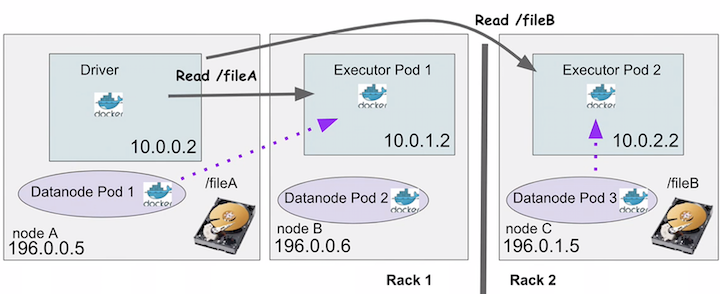 Read /fileB
Driver
Read /fileA
docker
10.0.0.2
Executor Pod 1
docker
10.0.1.2
Executor Pod 2
docker
10.0.2.2
Datanode Pod 1
docker
/fileA
Datanode Pod 2
docker
Datanode Pod 3
docker
/fileB
node A
196.0.0.5
node B
196.0.0.6
node C
196.0.1.5
Rack 1
Rack 2